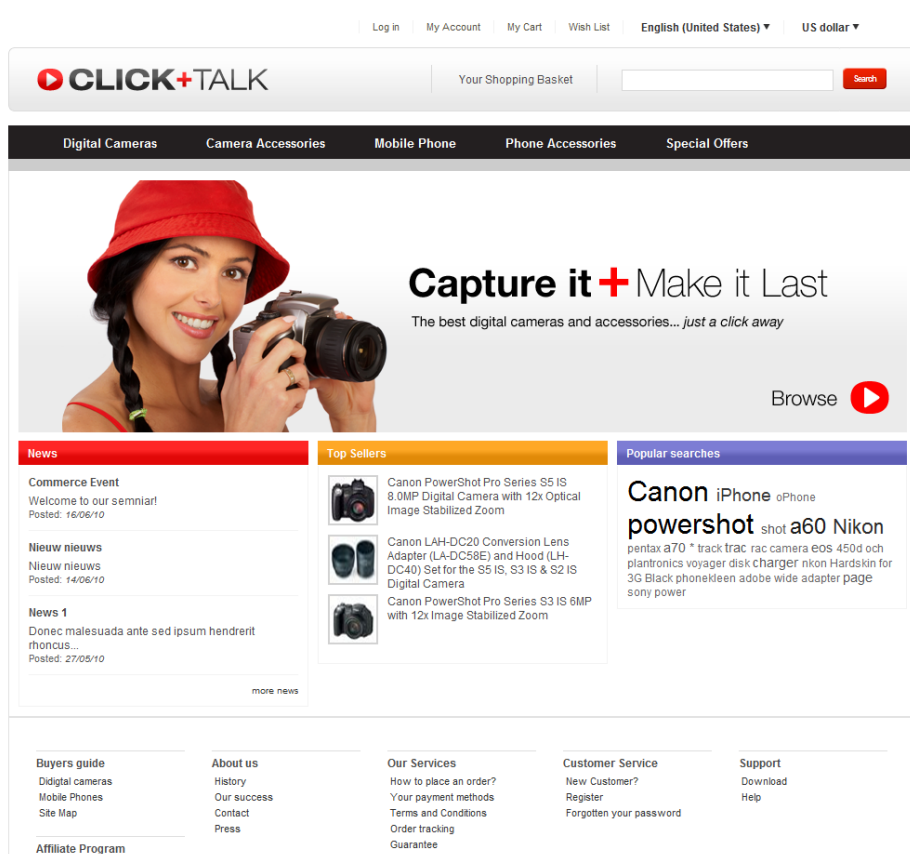 Log in My Account My Cart Wish List English (United States) ▼ US dollar ▼
CLICK+TALK
Your Shopping Basket
Search
Digital Cameras Camera Accessories Mobile Phone Phone Accessories Special Offers
Capture it + Make it Last
The best digital cameras and accessories... just a click away
Browse
News
Commerce Event
Welcome to our semniar!
Posted: 16/06/10
Nieuw nieuws
Nieuw nieuws
Posted: 14/06/10
News 1
Donec malesuada ante sed ipsum hendrerit
rhoncus...
Posted: 27/05/10
more news
Top Sellers
Canon PowerShot Pro Series S5 IS
8.0MP Digital Camera with 12x Optical
Image Stabilized Zoom
Canon LAH-DC20 Conversion Lens
Adapter (LA-DC58E) and Hood (LH-
DC40) Set for the S5 IS, S3 IS & S2 IS
Digital Camera
Canon PowerShot Pro Series S3 IS 6MP
with 12x Image Stabilized Zoom
Popular searches
Canon iPhone oPhone
powershot shot a60 Nikon
pentax a70 * track trac rac camera eos 450d och
plantronics voyager disk charger nkon Hardskin for
3G Black phonekleen adobe wide adapter page
sony power
Buyers guide
Didigtal cameras
Mobile Phones
Site Map
Affiliate Program
About us
History
Our success
Contact
Press
Our Services
How to place an order?
Your payment methods
Terms and Conditions
Order tracking
Guarantee
Customer Service
New Customer?
Register
Forgotten your password
Support
Download
Help